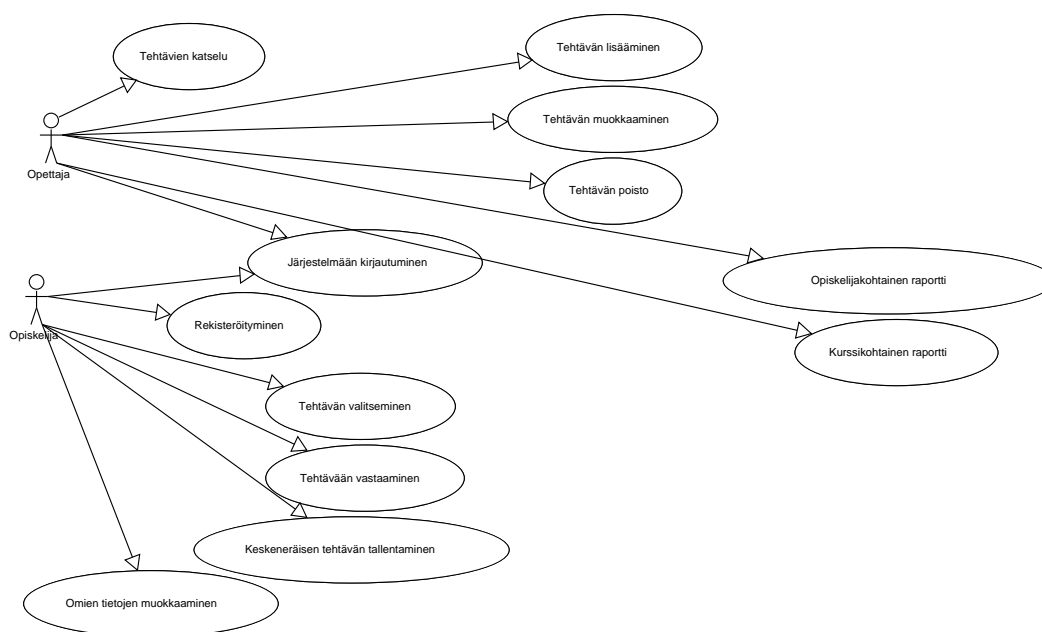 Tehtävien katselu
Tehtävän lisääminen
Tehtävän muokkaaminen
Opettaja
Tehtävän poisto
Järjestelmään kirjautuminen
Opiskelijakohtainen raportti
Rekisteröityminen
Opiskelija
Kurssikohtainen raportti
Tehtävän valitseminen
Tehtävään vastaaminen
Keskeneräisen tehtävän tallentaminen
Omien tietojen muokkaaminen